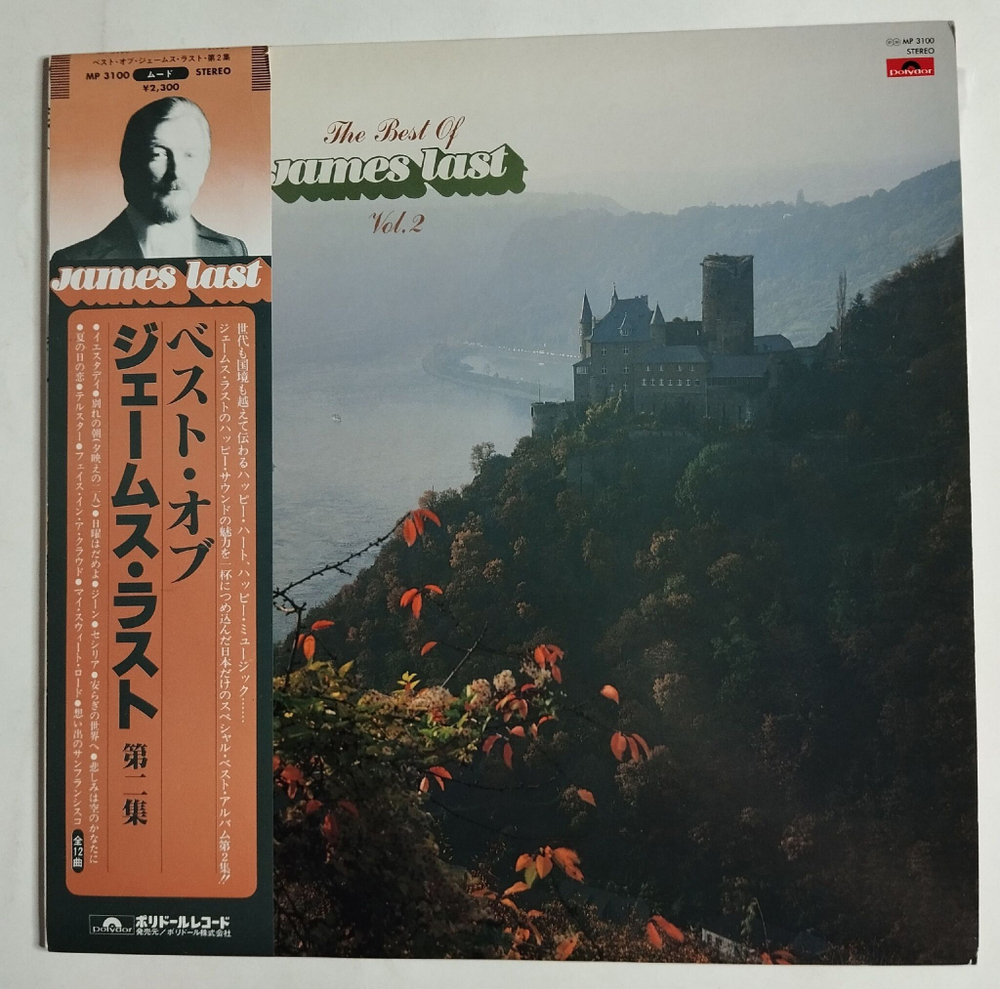 ベスト・オブ・ジェームス・ラスト・第2集
MP 3100 ムード STEREO
¥2,300
james last
世代も国境も越えて伝わるハッピー・ハート、ハッピー・ミュージック……
ジェームス・ラストのハッピー・サウンドの魅力を一杯につめ込んだ日本だけのスペシャル・ベスト・アルバム第2集!!
ベスト・オブ
ジェームス・ラスト 第二集
●イエスタデイ●別れの朝(夕映えの二人)●日曜はだめよ●ジーン●セシリア●安らぎの世界へ●悲しみは空のかなたに
●夏の日の恋●テルスター●フェイス・イン・ア・クラウド●マイ・スウィート・ロード●想い出のサンフランシスコ 全12曲
Polydor
ポリドールレコード
発売元/ポリドール株式会社
The Best Of
james last
Vol.2
MP 3100
STEREO
Polydor